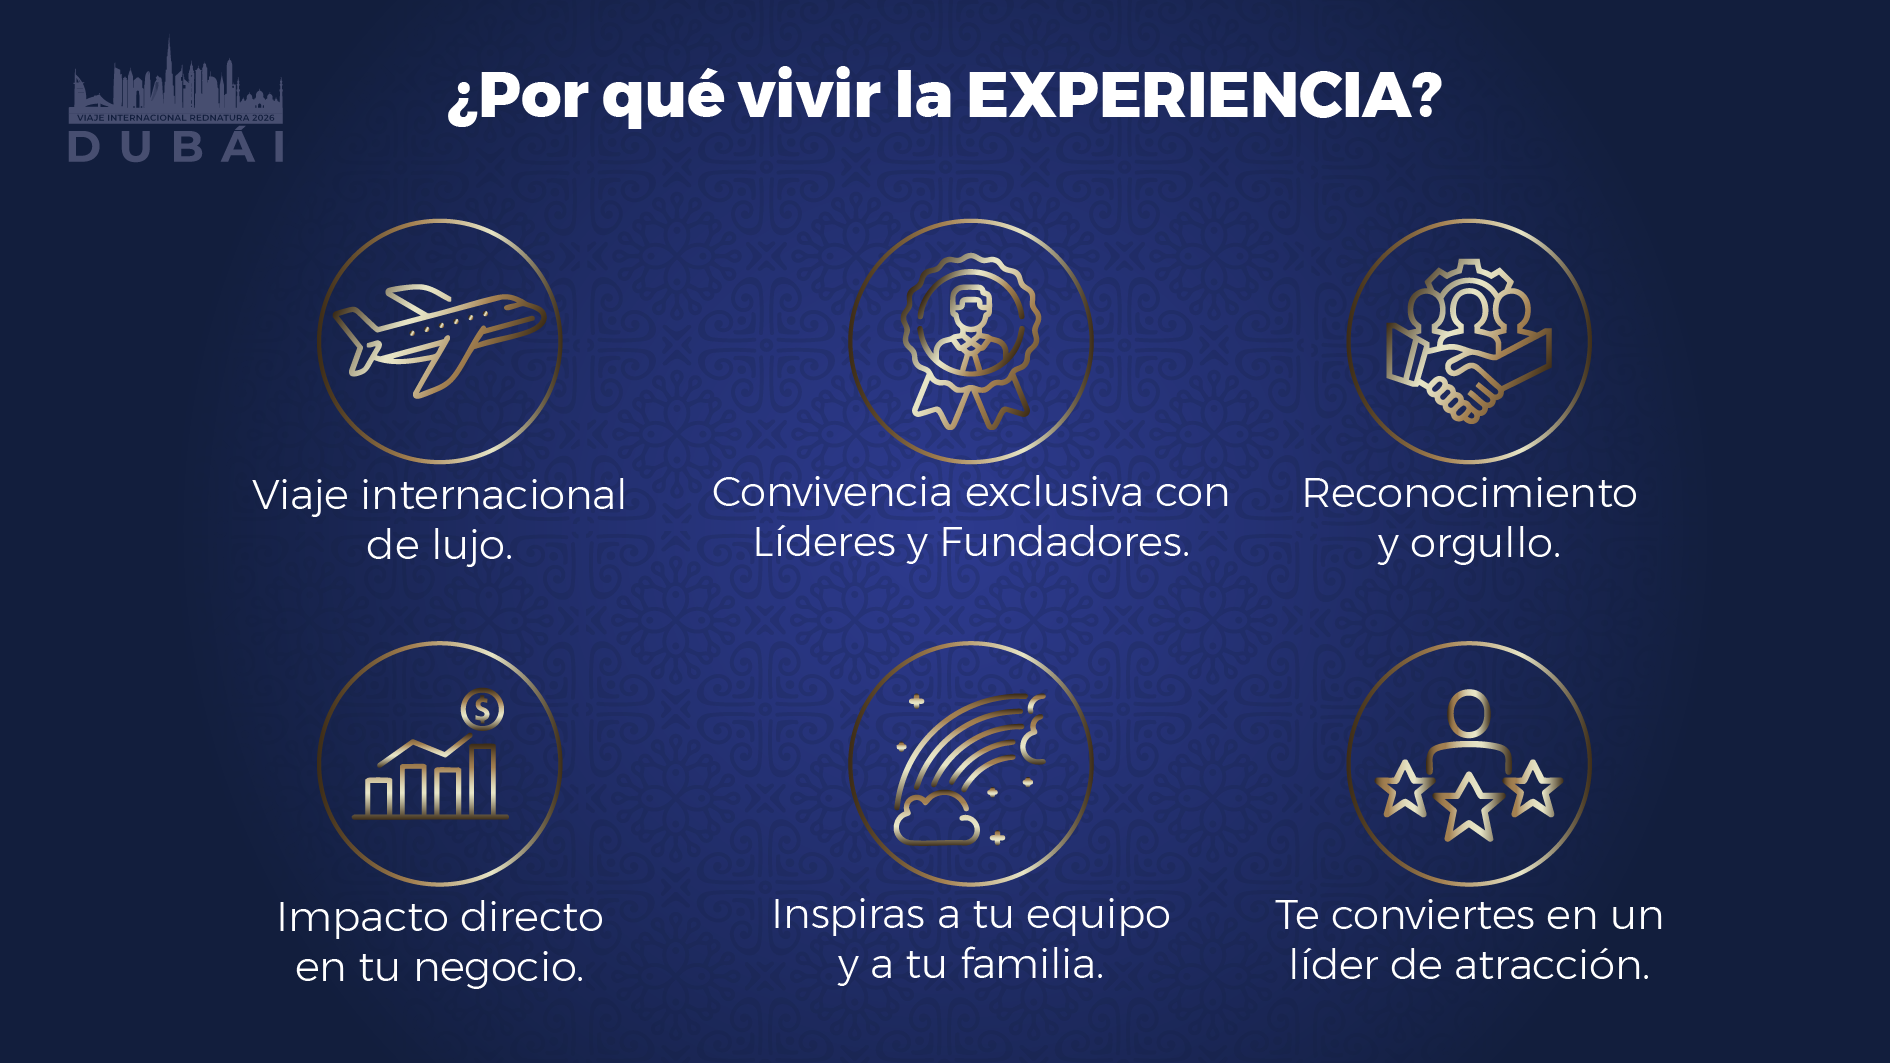 VIAJE INTERNACIONAL REDNATURA 2026
DUBÁI
¿Por qué vivir la EXPERIENCIA?
Viaje internacional
de lujo.
Convivencia exclusiva con
Líderes y Fundadores.
Reconocimiento
y orgullo.
$
Impacto directo
en tu negocio.
Inspiras a tu equipo
y a tu familia.
Te conviertes en un
líder de atracción.